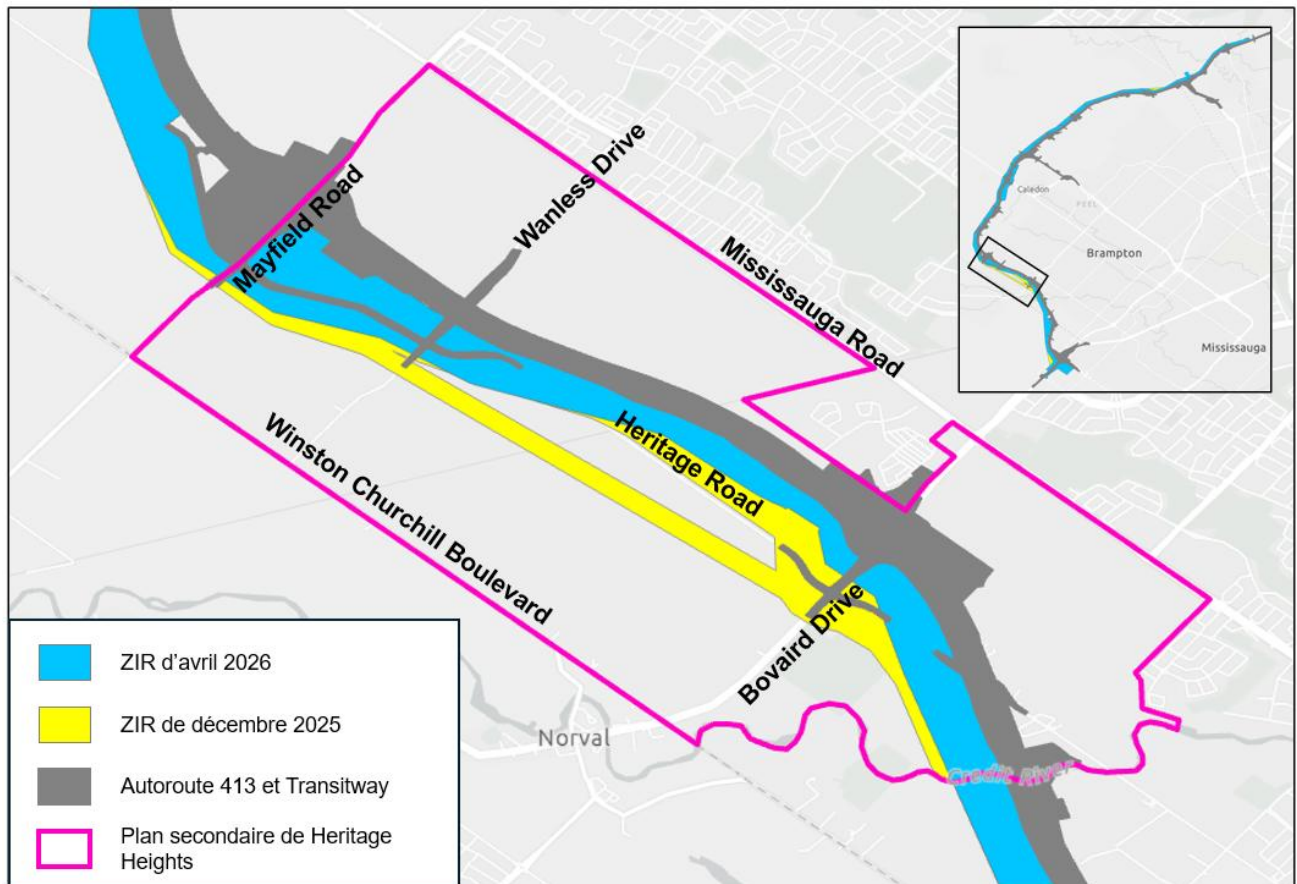 Mayfield Road
Wanless Drive
Mississauga Road
Heritage Road
Winston Churchill Boulevard
Bovaird Drive
Norval
Credit River
Caledon
PEEL
Brampton
Mississauga
ZIR d'avril 2026
ZIR de décembre 2025
Autoroute 413 et Transitway
Plan secondaire de Heritage
Heights